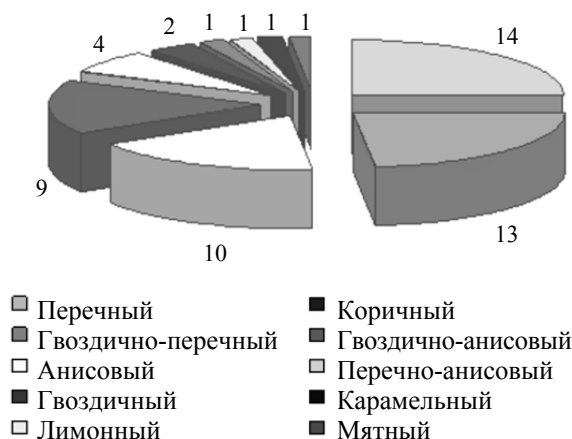 2 1 1 1 1
4
14
9
10
13
Перечный
Гвоздично-перечный
Анисовый
Гвоздичный
Лимонный
Коричный
Гвоздично-анисовый
Перечно-анисовый
Карамельный
Мятный